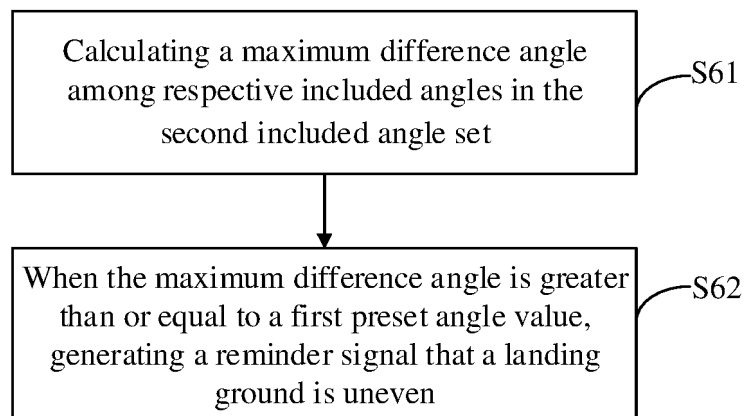 Calculating a maximum difference angle
among respective included angles in the
second included angle set
S61
When the maximum difference angle is greater
than or equal to a first preset angle value,
generating a reminder signal that a landing
ground is uneven
S62